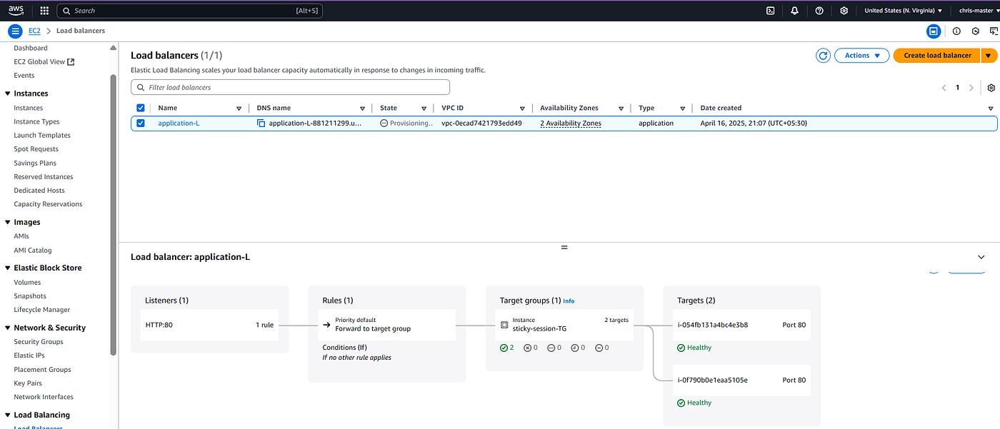 aws
Search [Alt+S]
United States (N. Virginia)
chris-master
EC2 Load balancers
Dashboard
EC2 Global View
Events
Instances
Instances
Instance Types
Launch Templates
Spot Requests
Savings Plans
Reserved Instances
Dedicated Hosts
Capacity Reservations
Images
AMIs
AMI Catalog
Elastic Block Store
Volumes
Snapshots
Lifecycle Manager
Network & Security
Security Groups
Elastic IPs
Placement Groups
Key Pairs
Network Interfaces
Load Balancing
Load Balancers
Load balancers (1/1)
Actions
Create load balancer
Elastic Load Balancing scales your load balancer capacity automatically in response to changes in incoming traffic.
Filter load balancers
1
Name DNS name State VPC ID Availability Zones Type Date created
application-L application-L-881211299.u... Provisioning.. vpc-0ecad7421793edd49 2 Availability Zones application April 16, 2025, 21:07 (UTC+05:30)
Load balancer: application-L
Listeners (1)
HTTP:80 1 rule
Rules (1)
Priority default
Forward to target group
Conditions (If)
If no other rule applies
Target groups (1) Info
Instance 2 targets
sticky-session-TG
2 0 0 0 0
Targets (2)
i-054fb131a4bc4e3b8 Port 80
Healthy
i-0f790b0e1eaa5105e Port 80
Healthy